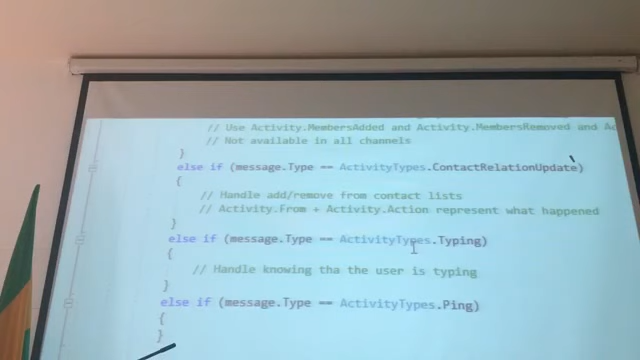 // Use Activity.MembersAdded and Activity.MembersRemoved and Ac
// Not available in all channels
}
else if (message.Type == ActivityTypes.ContactRelationUpdate)
{
// Handle add/remove from contact lists
// Activity.From + Activity.Action represent what happened
}
else if (message.Type == ActivityTypes.Typing)
{
// Handle knowing tha the user is typing
}
else if (message.Type == ActivityTypes.Ping)
{
}